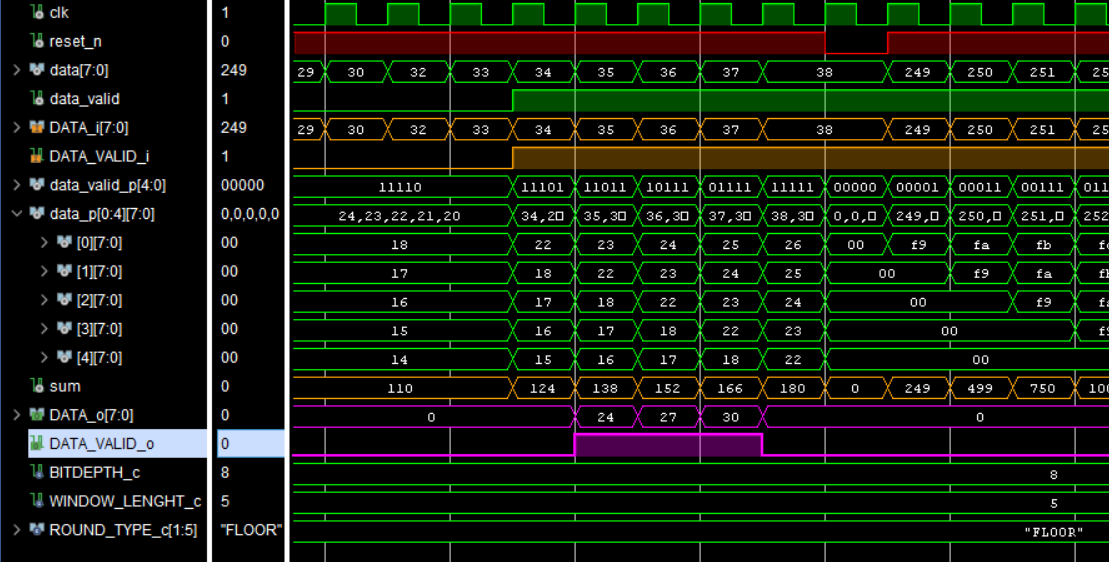 clk 1
reset_n 0
data[7:0] 249 29 30 32 33 34 35 36 37 38 249 250 251 25
data_valid 1
DATA_i[7:0] 249 29 30 32 33 34 35 36 37 38 249 250 251 25
DATA_VALID_i 1
data_valid_p[4:0] 00000 11110 11101 11011 10111 01111 11111 00000 00001 00011 00111 011
data_p[0:4][7:0] 0,0,0,0,0 24,23,22,21,20 34,2□ 35,3□ 36,3□ 37,3□ 38,3□ 0,0,□ 249,□ 250,□ 251,□ 252
[0][7:0] 00 18 22 23 24 25 26 00 f9 fa fb
[1][7:0] 00 17 18 22 23 24 25 00 f9 fa
[2][7:0] 00 16 17 18 22 23 24 00 f9
[3][7:0] 00 15 16 17 18 22 23 00
[4][7:0] 00 14 15 16 17 18 22 00
sum 0 110 124 138 152 166 180 0 249 499 750 100
DATA_o[7:0] 0 0 24 27 30 0
DATA_VALID_o 0
BITDEPTH_c 8 8
WINDOW_LENGHT_c 5 5
ROUND_TYPE_c[1:5] "FLOOR" "FLOOR"